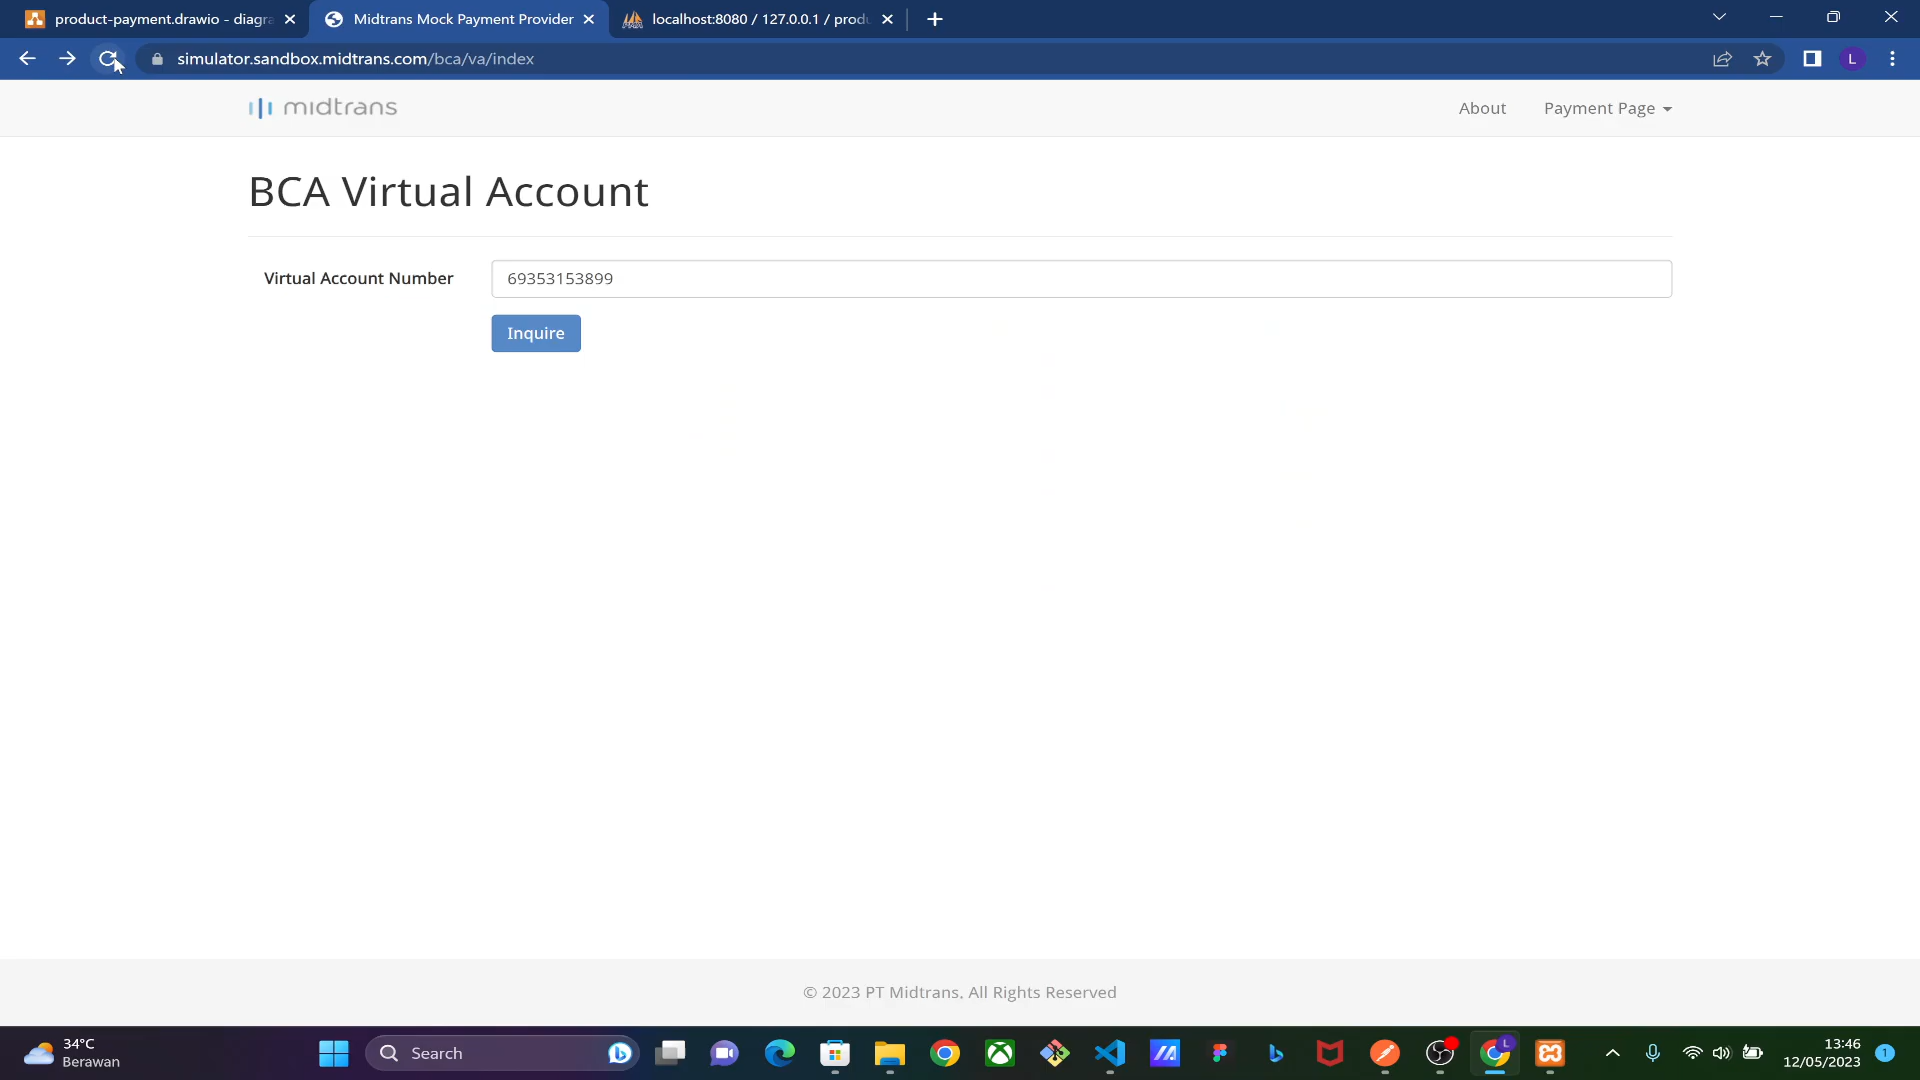 product-payment.drawio - diagra
Midtrans Mock Payment Provider
localhost:8080 / 127.0.0.1 / produ
simulator.sandbox.midtrans.com/bca/va/index
L
midtrans
About
Payment Page
BCA Virtual Account
Virtual Account Number
69353153899
Inquire
© 2023 PT Midtrans. All Rights Reserved
34°C
Berawan
Search
L
13:46
12/05/2023
1